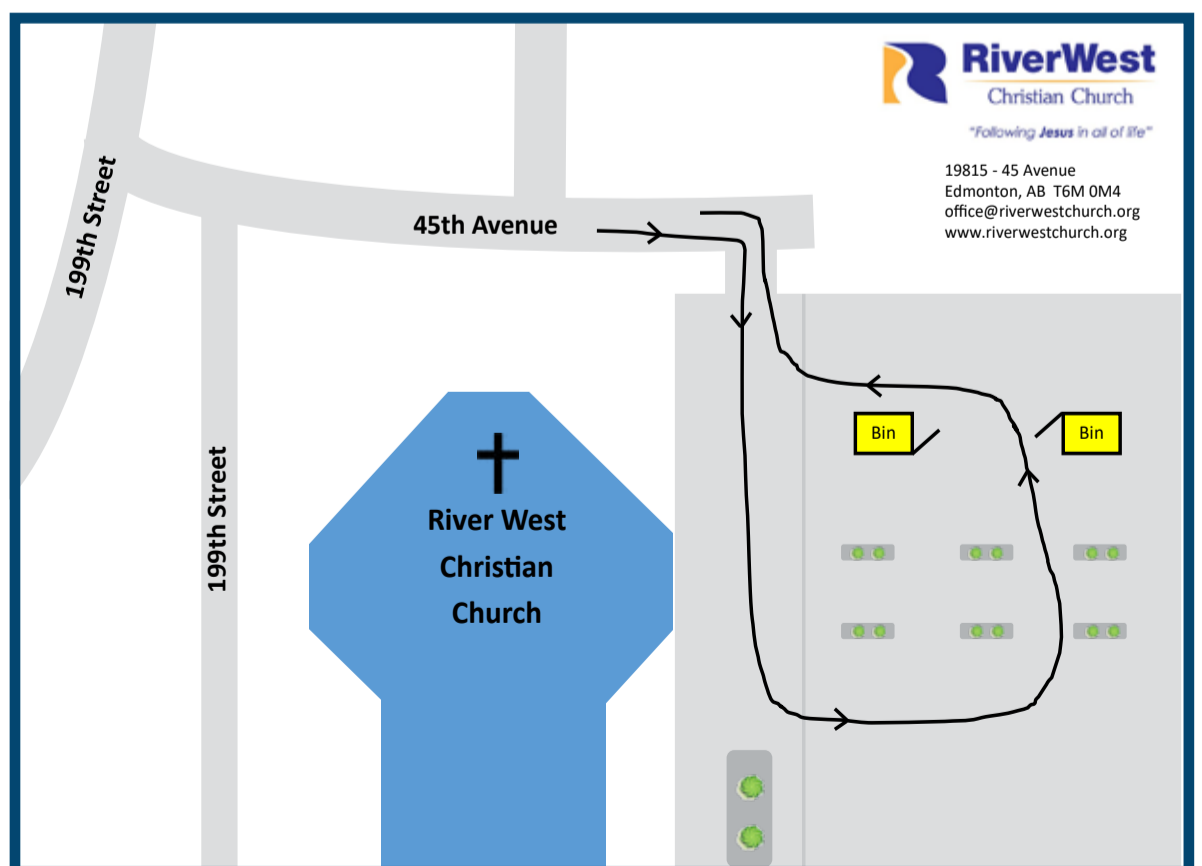 RiverWest
Christian Church
"Following Jesus in all of life"
19815 - 45 Avenue
Edmonton, AB  T6M 0M4
office@riverwestchurch.org
www.riverwestchurch.org
199th Street
45th Avenue
199th Street
Bin
Bin
River West
Christian
Church